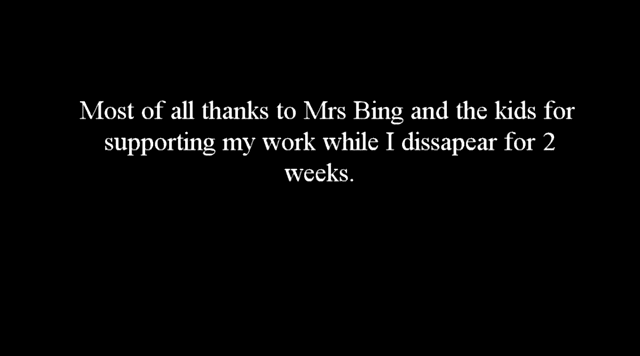 Most of all thanks to Mrs Bing and the kids for
supporting my work while I dissapear for 2
weeks.